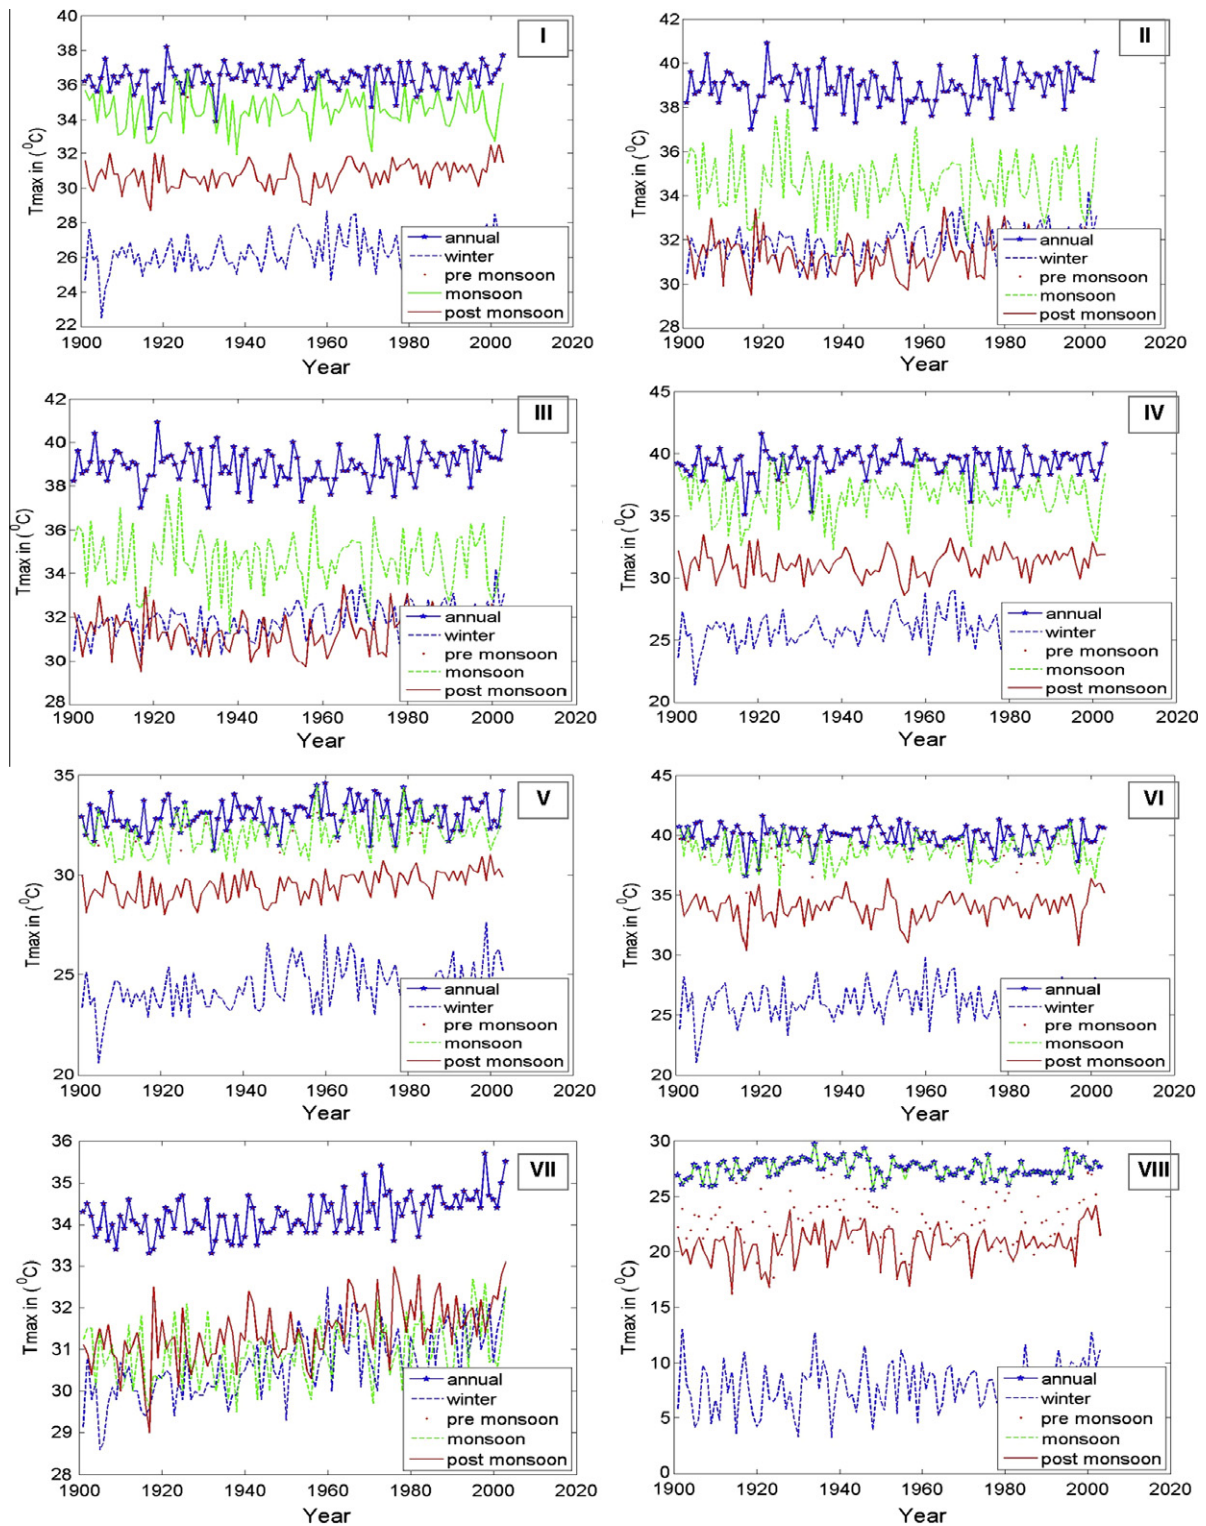 I
40
38
36
34
32
30
28
26
24
22
Tmax in (⁰C)
annual
winter
pre monsoon
monsoon
post monsoon
1900 1920 1940 1960 1980 2000 2020
Year
II
42
40
38
36
34
32
30
28
Tmax in (⁰C)
annual
winter
pre monsoon
monsoon
post monsoon
1900 1920 1940 1960 1980 2000 2020
Year
III
42
40
38
36
34
32
30
28
Tmax in (⁰C)
annual
winter
pre monsoon
monsoon
post monsoon
1900 1920 1940 1960 1980 2000 2020
Year
IV
45
40
35
30
25
20
Tmax in (⁰C)
annual
winter
pre monsoon
monsoon
post monsoon
1900 1920 1940 1960 1980 2000 2020
Year
V
35
30
25
20
Tmax in (⁰C)
annual
winter
pre monsoon
monsoon
post monsoon
1900 1920 1940 1960 1980 2000 2020
Year
VI
45
40
35
30
25
20
Tmax in (⁰C)
annual
winter
pre monsoon
monsoon
post monsoon
1900 1920 1940 1960 1980 2000 2020
Year
VII
36
35
34
33
32
31
30
29
28
Tmax in (⁰C)
annual
winter
pre monsoon
monsoon
post monsoon
1900 1920 1940 1960 1980 2000 2020
Year
VIII
30
25
20
15
10
5
0
Tmax in (⁰C)
annual
winter
pre monsoon
monsoon
post monsoon
1900 1920 1940 1960 1980 2000 2020
Year